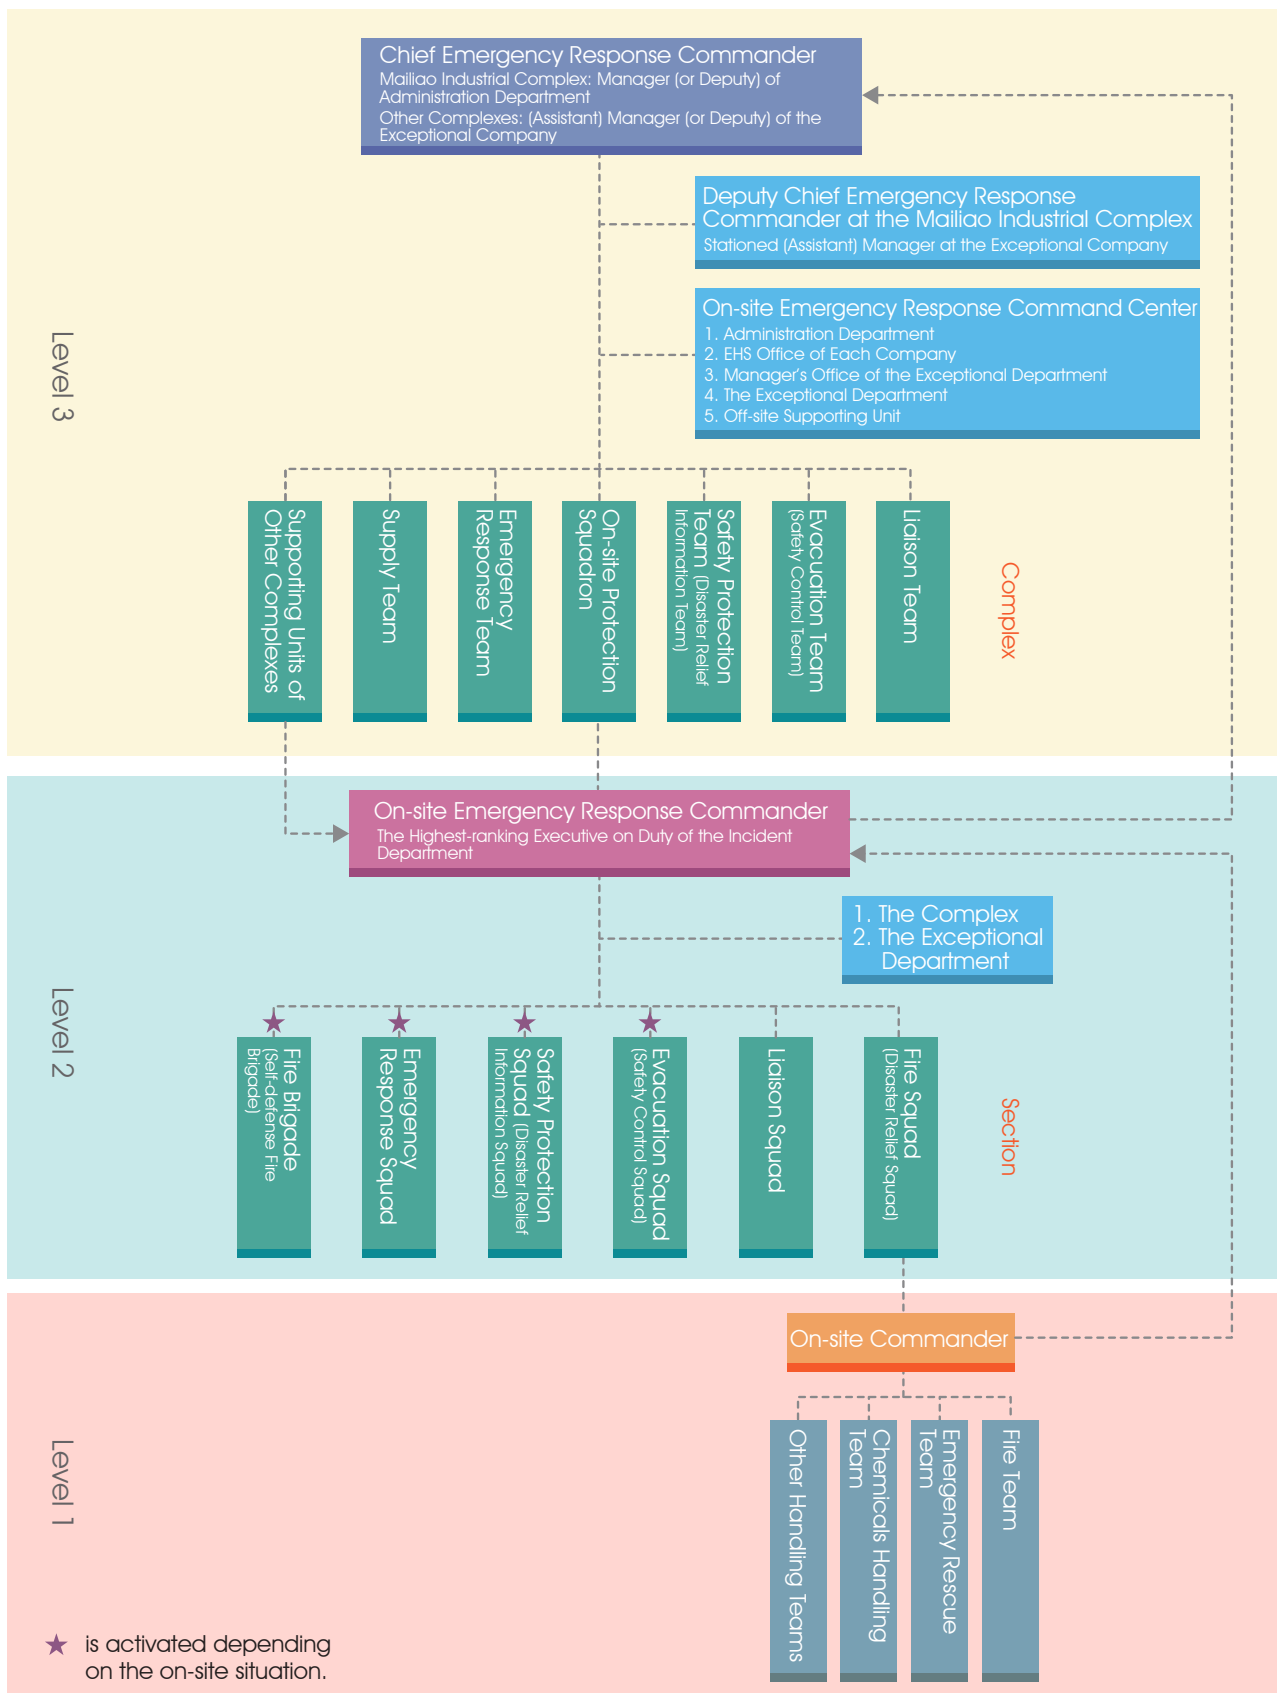 Chief Emergency Response Commander
Mailiao Industrial Complex: Manager (or Deputy) of
Administration Department
Other Complexes: (Assistant) Manager (or Deputy) of the
Exceptional Company
Deputy Chief Emergency Response
Commander at the Mailiao Industrial Complex
Stationed (Assistant) Manager at the Exceptional Company
On-site Emergency Response Command Center
1. Administration Department
2. EHS Office of Each Company
3. Manager's Office of the Exceptional Department
4. The Exceptional Department
5. Off-site Supporting Unit
Level 3
Supporting Units of
Other Complexes
Supply Team
Emergency
Response Team
On-site Protection
Squadron
Safety Protection
Team (Disaster Relief
Information Team)
Evacuation Team
(Safety Control Team)
Liaison Team
Complex
On-site Emergency Response Commander
The Highest-ranking Executive on Duty of the Incident
Department
1. The Complex
2. The Exceptional
Department
Level 2
Fire Brigade
(Self-defense Fire
Brigade)
Emergency
Response Squad
Safety Protection
Squad (Disaster Relief
Information Squad)
Evacuation Squad
(Safety Control Squad)
Liaison Squad
Fire Squad
(Disaster Relief Squad)
Section
On-site Commander
Level 1
Other Handling Teams
Chemicals Handling
Team
Emergency Rescue
Team
Fire Team
★ is activated depending
on the on-site situation.